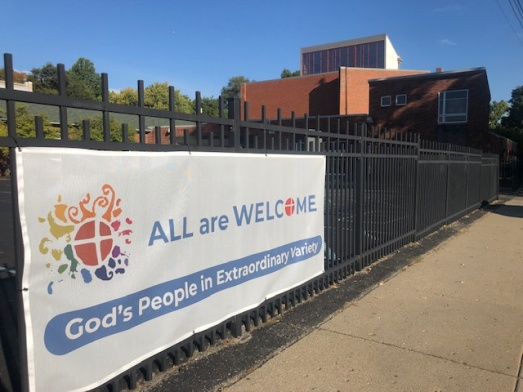 ALL are WELCOME
God's People in Extraordinary Variety